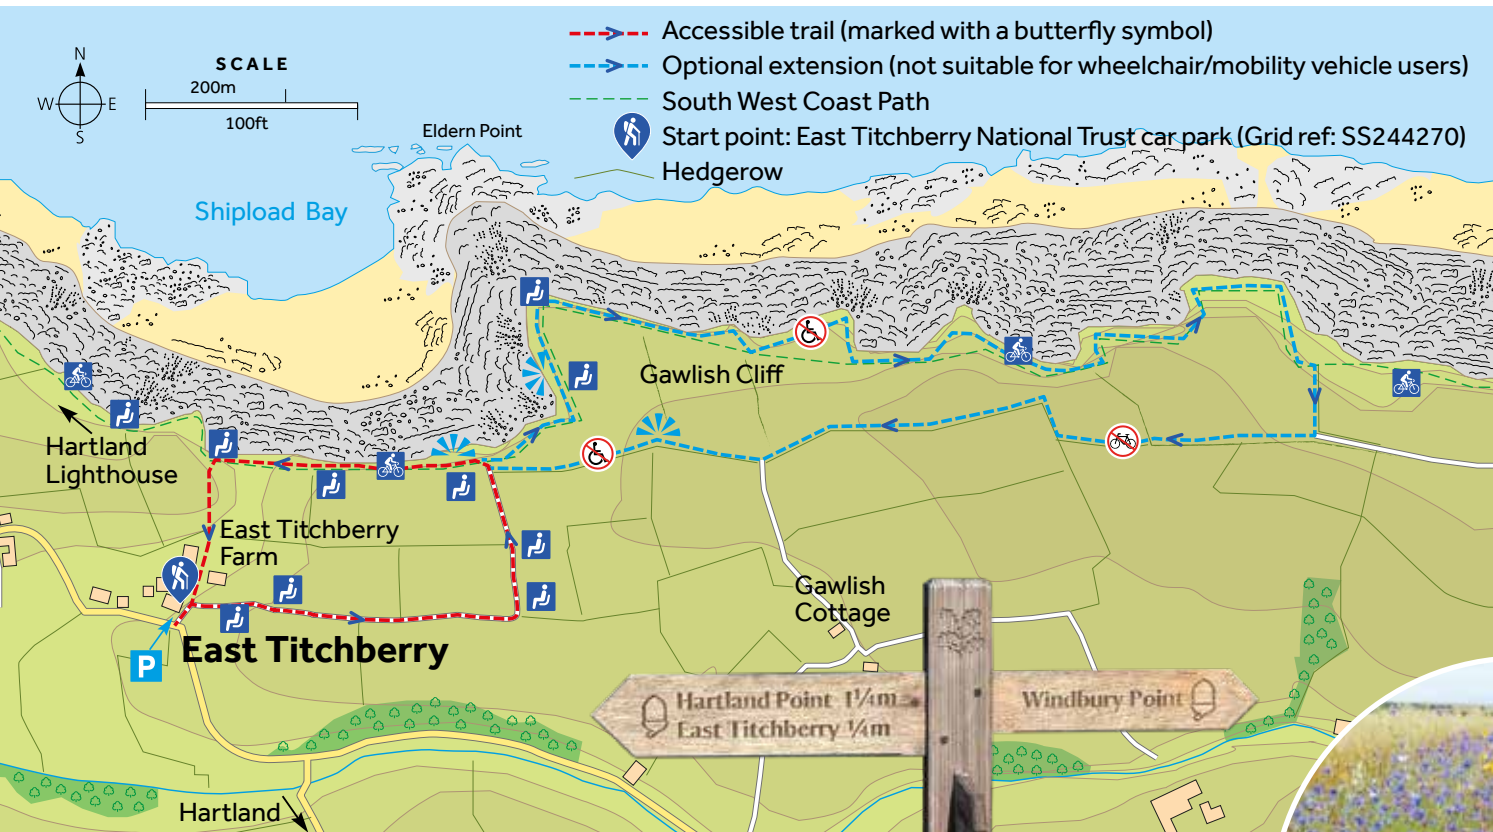 Accessible trail (marked with a butterfly symbol)
Optional extension (not suitable for wheelchair/mobility vehicle users)
South West Coast Path
Start point: East Titchberry National Trust car park (Grid ref: SS244270)
Hedgerow
N
W E
S
SCALE
200m
100ft
Eldern Point
Shipload Bay
Gawlish Cliff
Hartland
Lighthouse
East Titchberry
Farm
Gawlish
Cottage
East Titchberry
P
Hartland Point 1¼m
East Titchberry ¼m
Windbury Point
Hartland